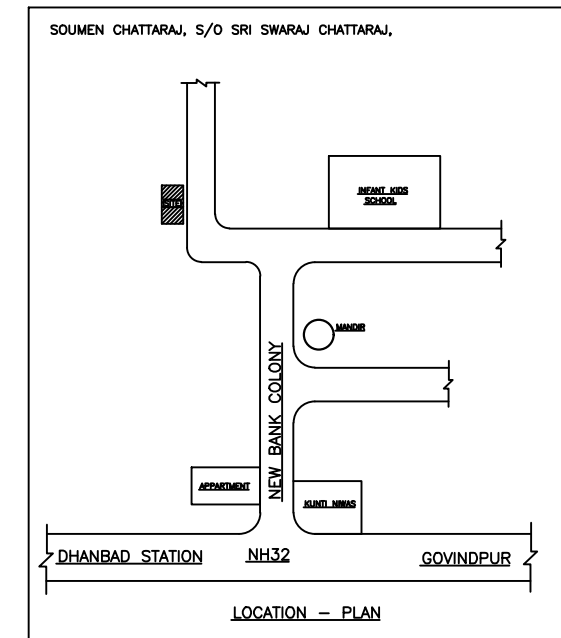 SOUMEN CHATTARAJ, S/O SRI SWARAJ CHATTARAJ,
INFANT KIDS
SCHOOL
SITE
MANDIR
NEW BANK COLONY
APPARTMENT
KUNTI NIWAS
DHANBAD STATION
NH32
GOVINDPUR
LOCATION - PLAN